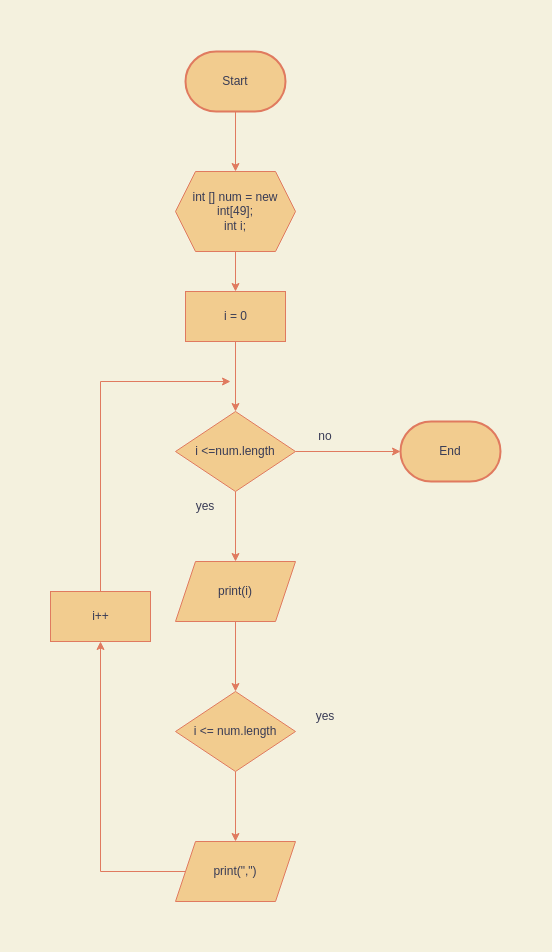 Start
int [] num = new
int[49];
int i;
i = 0
i <=num.length
no
End
yes
print(i)
i++
i <= num.length
yes
print(",")